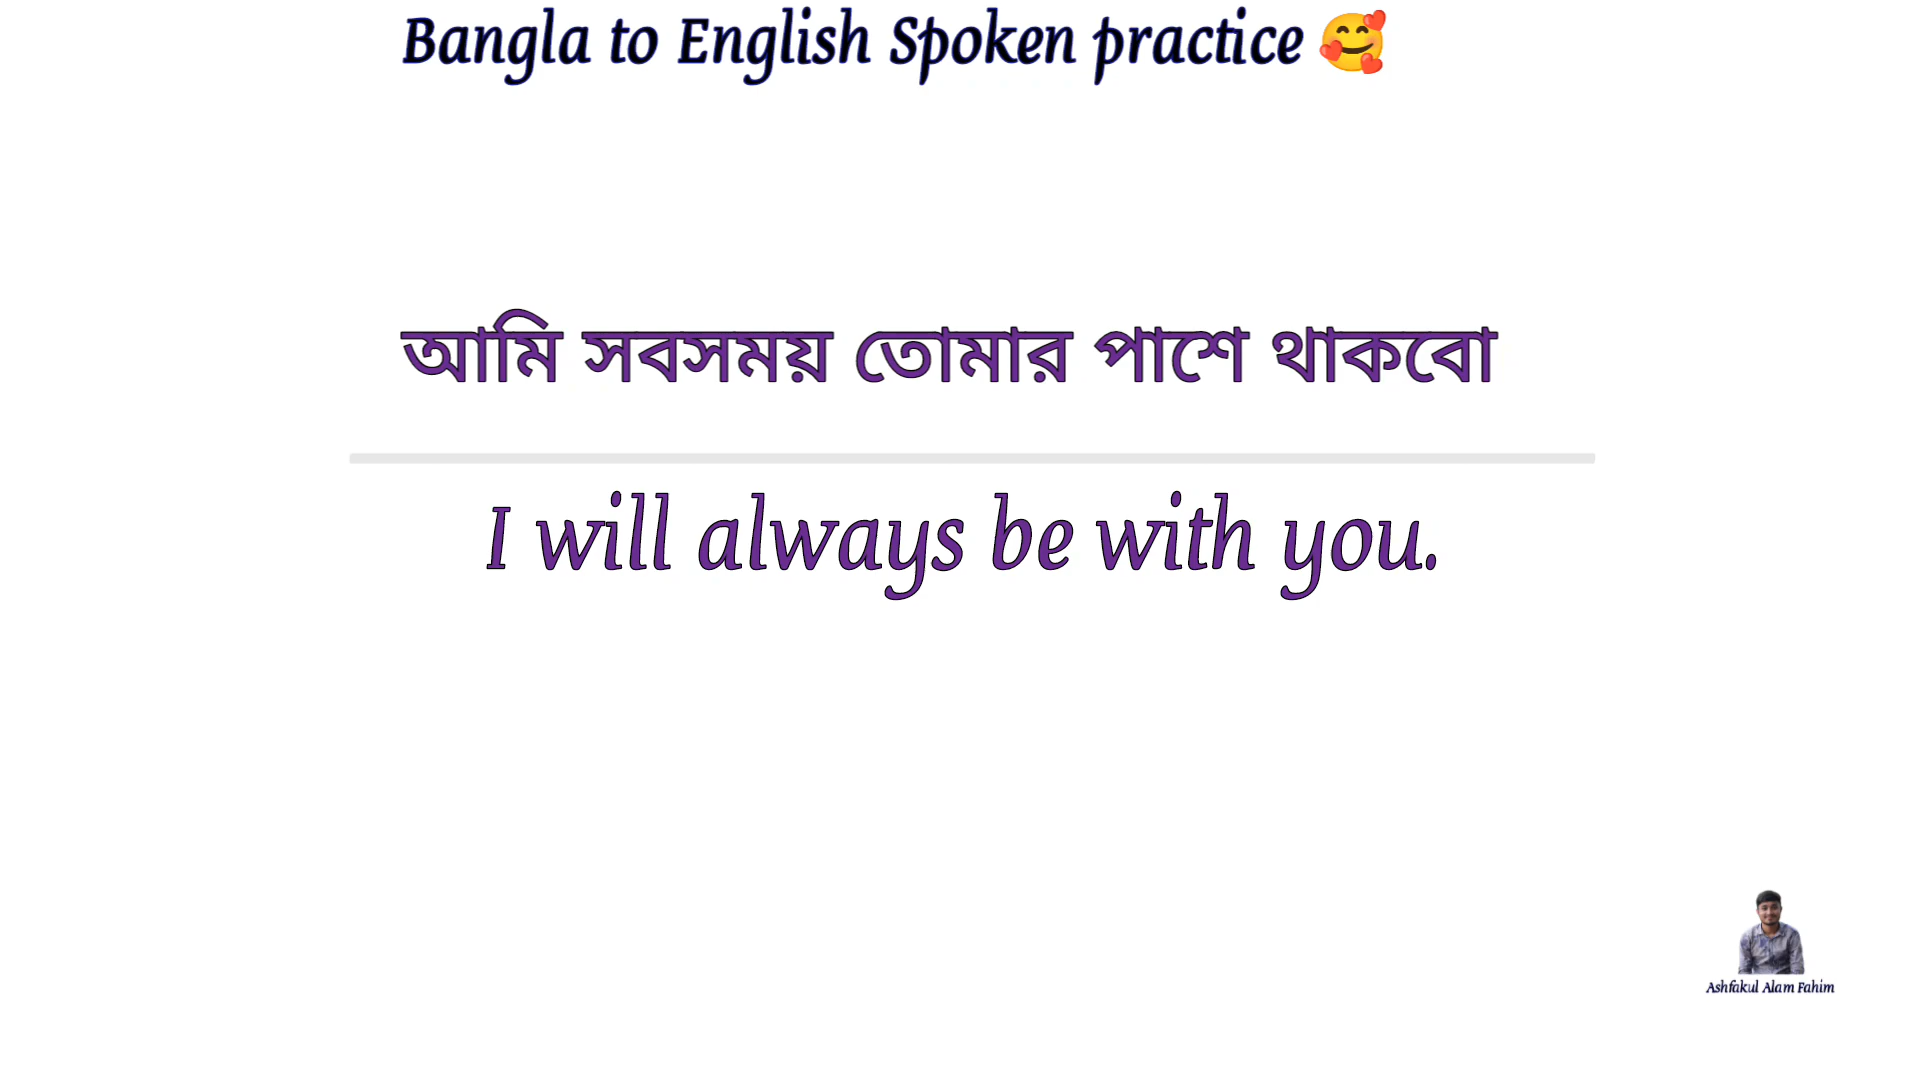 Bangla to English Spoken practice 🥰
আমি সবসময় তোমার পাশে থাকবো
I will always be with you.
Ashfakul Alam Fahim